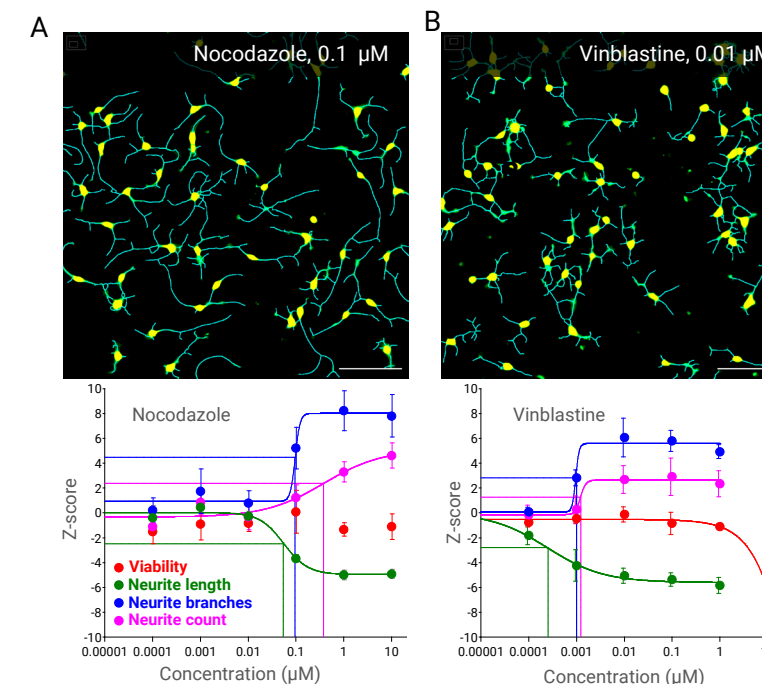 A
Nocodazole, 0.1 µM
B
Vinblastine, 0.01 µM
10
8
6
4
2
0
-2
-4
-6
-8
-10
Z-score
Nocodazole
Viability
Neurite length
Neurite branches
Neurite count
0.00001 0.0001 0.001 0.01 0.1 1 10
Concentration (µM)
10
8
6
4
2
0
-2
-4
-6
-8
-10
Z-score
Vinblastine
0.00001 0.0001 0.001 0.01 0.1 1
Concentration (µM)